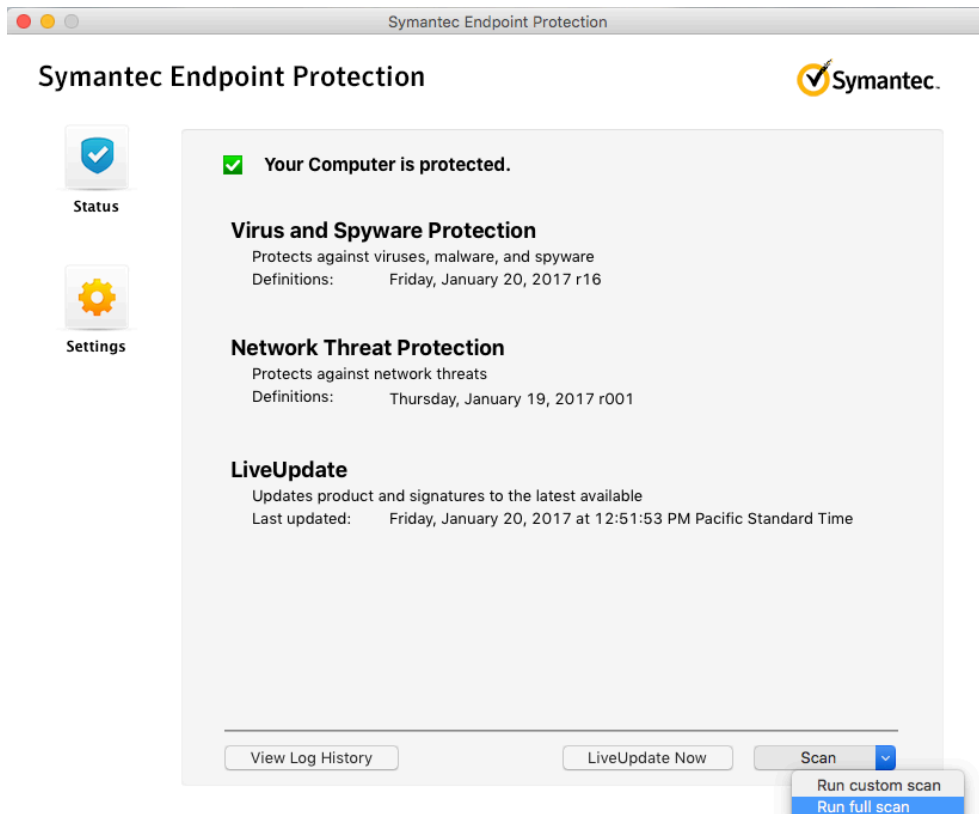 Symantec Endpoint Protection
Symantec Endpoint Protection
Symantec.
Status
Settings
Your Computer is protected.
Virus and Spyware Protection
Protects against viruses, malware, and spyware
Definitions: Friday, January 20, 2017 r16
Network Threat Protection
Protects against network threats
Definitions: Thursday, January 19, 2017 r001
LiveUpdate
Updates product and signatures to the latest available
Last updated: Friday, January 20, 2017 at 12:51:53 PM Pacific Standard Time
View Log History
LiveUpdate Now
Scan
Run custom scan
Run full scan